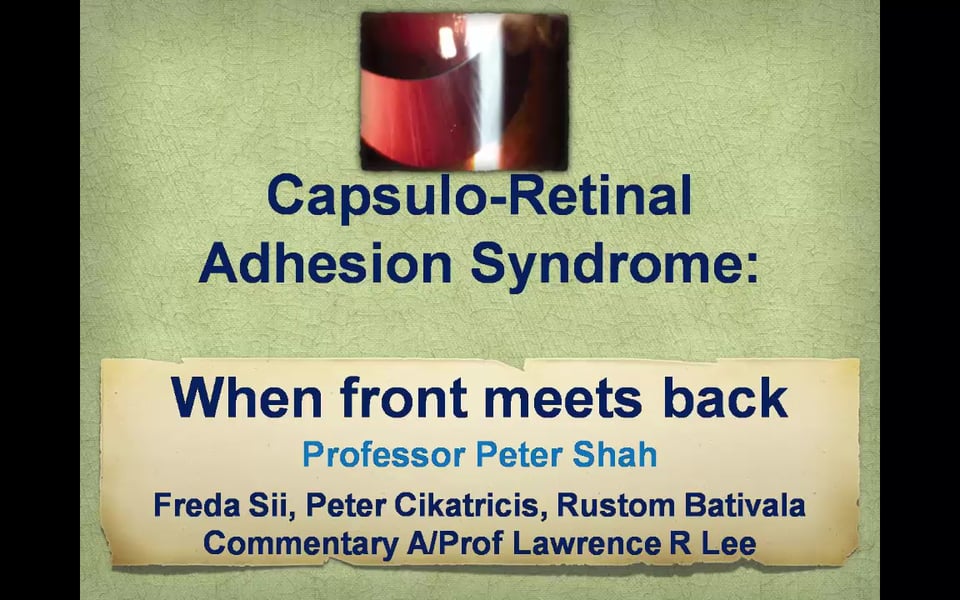 Capsulo-Retinal
Adhesion Syndrome:
When front meets back
Professor Peter Shah
Freda Sii, Peter Cikatricis, Rustom Bativala
Commentary A/Prof Lawrence R Lee